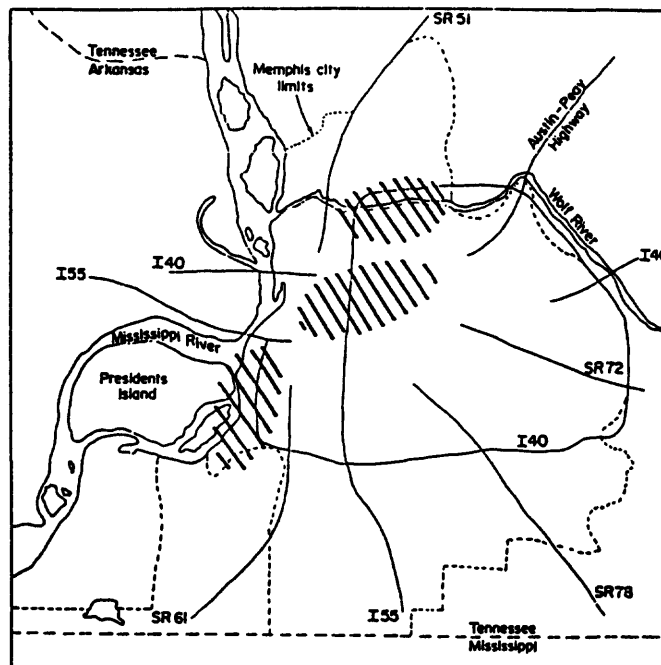 SR 51
Tennessee
Arkansas
Memphis city
limits
Austin-Peay
Highway
Wolf River
I40
I40
I55
Mississippi River
Presidents
Island
SR72
I40
SR 61
I55
SR78
Tennessee
Mississippi